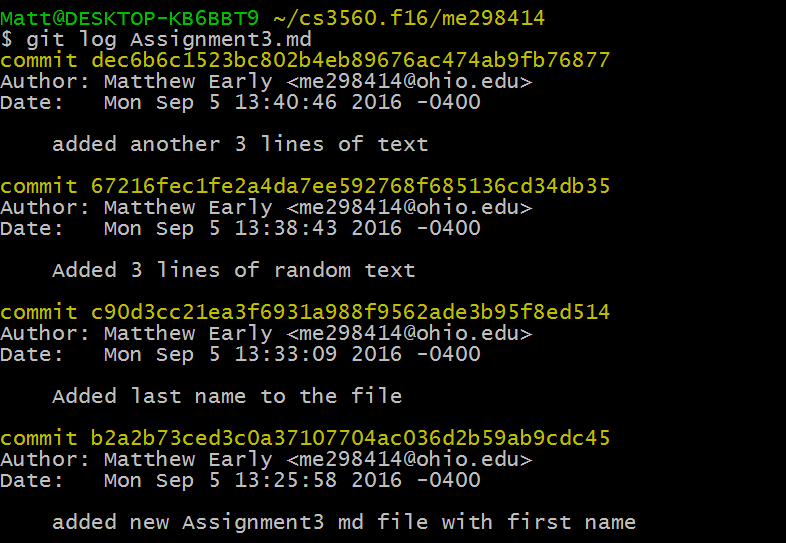 Matt@DESKTOP-KB6BBT9 ~/cs3560.f16/me298414
$ git log Assignment3.md
commit dec6b6c1523bc802b4eb89676ac474ab9fb76877
Author: Matthew Early <me298414@ohio.edu>
Date:   Mon Sep 5 13:40:46 2016 -0400

    added another 3 lines of text

commit 67216fec1fe2a4da7ee592768f685136cd34db35
Author: Matthew Early <me298414@ohio.edu>
Date:   Mon Sep 5 13:38:43 2016 -0400

    Added 3 lines of random text

commit c90d3cc21ea3f6931a988f9562ade3b95f8ed514
Author: Matthew Early <me298414@ohio.edu>
Date:   Mon Sep 5 13:33:09 2016 -0400

    Added last name to the file

commit b2a2b73ced3c0a37107704ac036d2b59ab9cdc45
Author: Matthew Early <me298414@ohio.edu>
Date:   Mon Sep 5 13:25:58 2016 -0400

    added new Assignment3 md file with first name